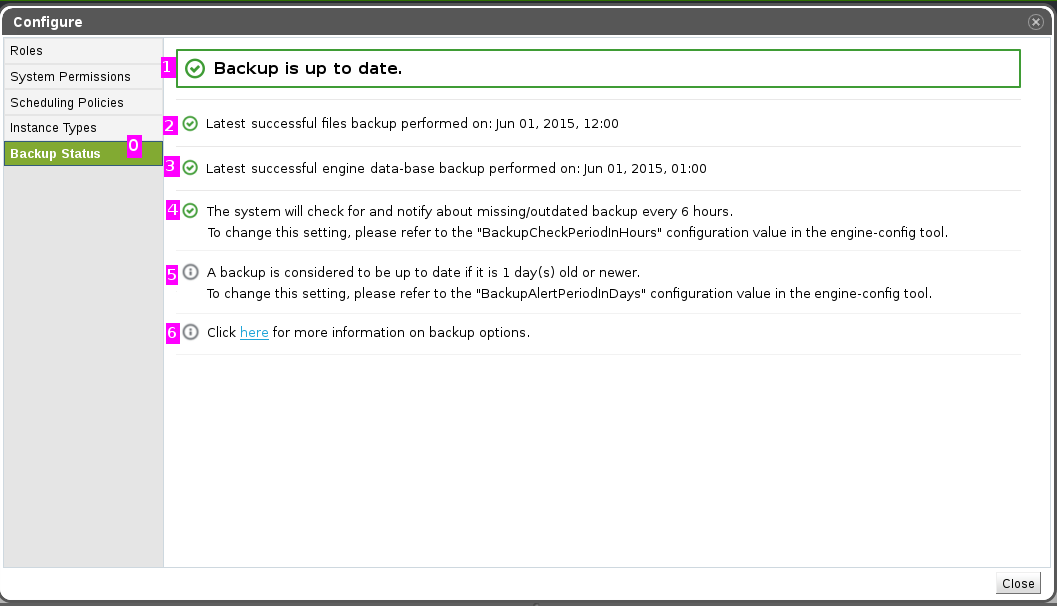 Configure
Roles
System Permissions
Scheduling Policies
Instance Types
0
Backup Status
1 Backup is up to date.
2 Latest successful files backup performed on: Jun 01, 2015, 12:00
3 Latest successful engine data-base backup performed on: Jun 01, 2015, 01:00
4 The system will check for and notify about missing/outdated backup every 6 hours.
To change this setting, please refer to the "BackupCheckPeriodInHours" configuration value in the engine-config tool.
5 A backup is considered to be up to date if it is 1 day(s) old or newer.
To change this setting, please refer to the "BackupAlertPeriodInDays" configuration value in the engine-config tool.
6 Click here for more information on backup options.
Close